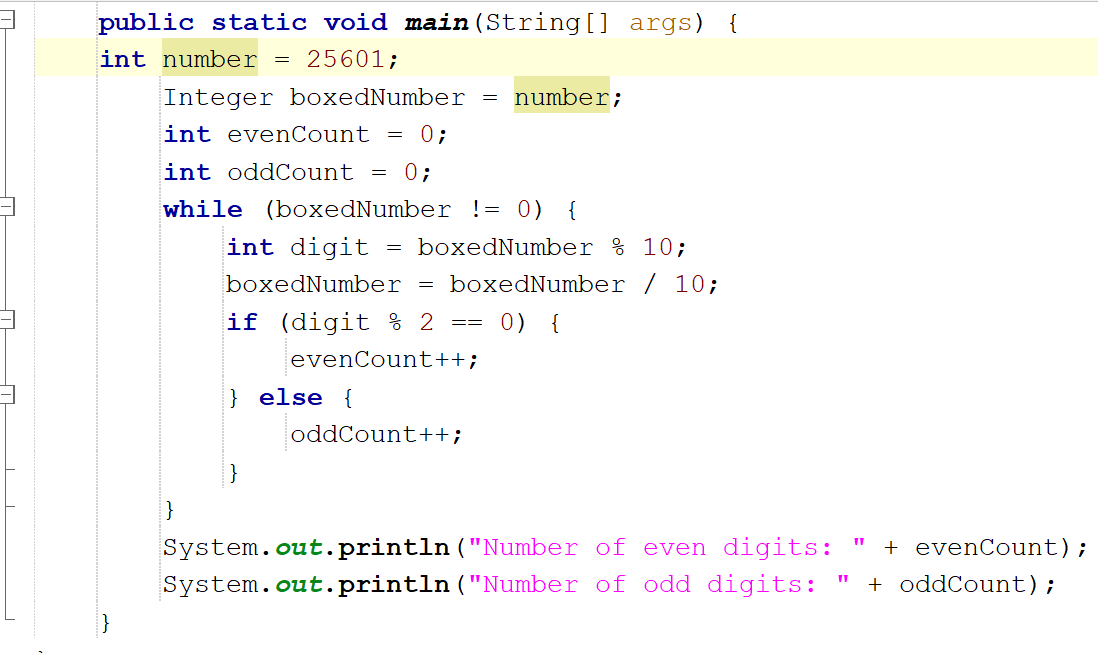 public static void main(String[] args) {
int number = 25601;
Integer boxedNumber = number;
int evenCount = 0;
int oddCount = 0;
while (boxedNumber != 0) {
int digit = boxedNumber % 10;
boxedNumber = boxedNumber / 10;
if (digit % 2 == 0) {
evenCount++;
} else {
oddCount++;
}
}
System.out.println("Number of even digits: " + evenCount);
System.out.println("Number of odd digits: " + oddCount);
}